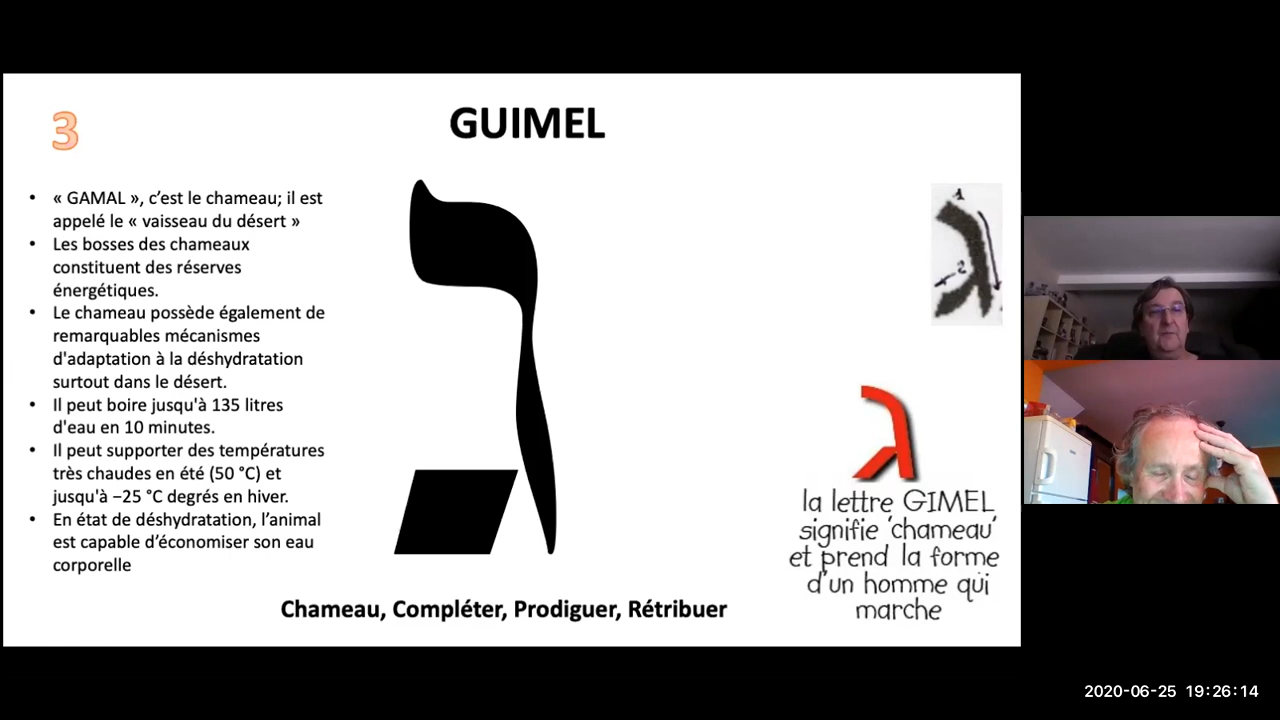 3
GUIMEL
• « GAMAL », c’est le chameau; il est
appelé le « vaisseau du désert »
• Les bosses des chameaux
constituent des réserves
énergétiques.
• Le chameau possède également de
remarquables mécanismes
d'adaptation à la déshydratation
surtout dans le désert.
• Il peut boire jusqu'à 135 litres
d'eau en 10 minutes.
• Il peut supporter des températures
très chaudes en été (50 °C) et
jusqu'à −25 °C degrés en hiver.
• En état de déshydratation, l’animal
est capable d’économiser son eau
corporelle
ג
1
ג
2
ג
la lettre GIMEL
signifie 'chameau'
et prend la forme
d'un homme qui
marche
Chameau, Compléter, Prodiguer, Rétribuer
2020-06-25 19:26:14